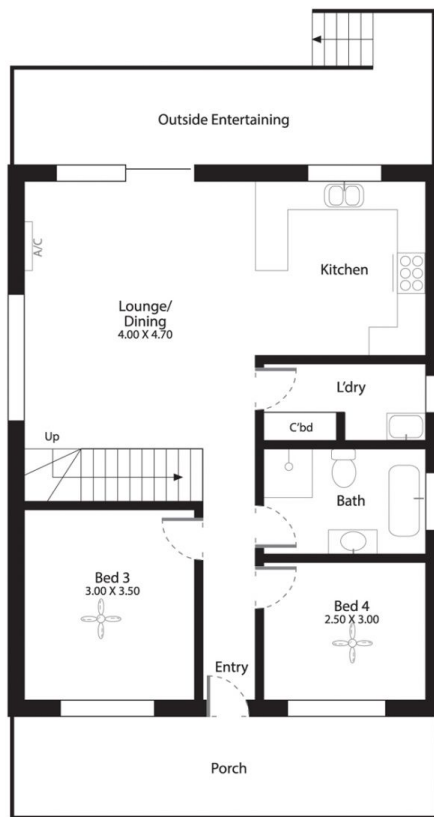 Outside Entertaining
A/C
Kitchen
Lounge/
Dining
4.00 X 4.70
L'dry
C'bd
Up
Bath
Bed 3
3.00 X 3.50
Bed 4
2.50 X 3.00
Entry
Porch